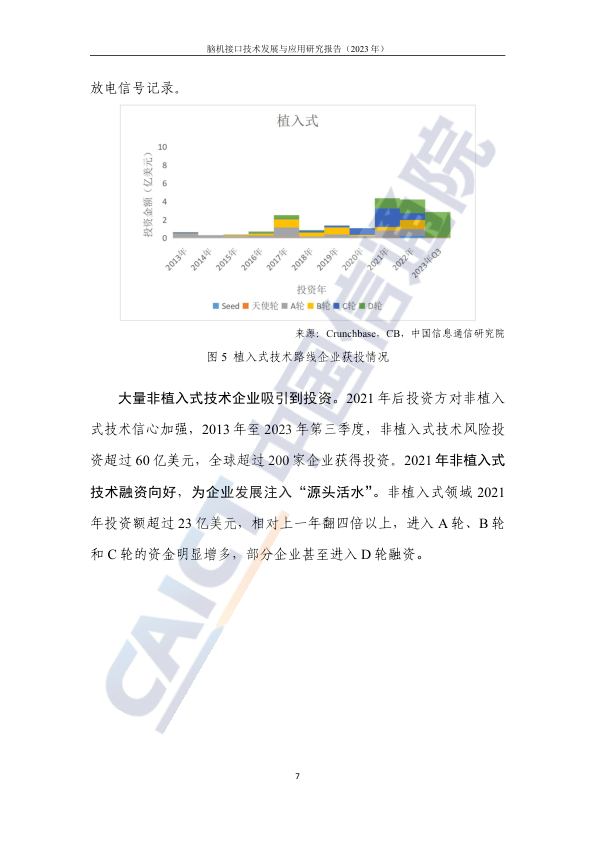 脑机接口技术发展与应用研究报告（2023 年）
放电信号记录。
植入式
投资金额（亿美元）
10
8
6
4
2
0
2013年
2014年
2015年
2016年
2017年
2018年
2019年
2020年
2021年
2022年
2023年Q3
投资年
Seed 天使轮 A轮 B轮 C轮 D轮
来源：Crunchbase，CB，中国信息通信研究院
图 5 植入式技术路线企业获投情况
大量非植入式技术企业吸引到投资。2021 年后投资方对非植入
式技术信心加强，2013 年至 2023 年第三季度，非植入式技术风险投
资超过 60 亿美元，全球超过 200 家企业获得投资。2021 年非植入式
技术融资向好，为企业发展注入“源头活水”。非植入式领域 2021
年投资额超过 23 亿美元，相对上一年翻四倍以上，进入 A 轮、B 轮
和 C 轮的资金明显增多，部分企业甚至进入 D 轮融资。
CAICT 中国信通院
7